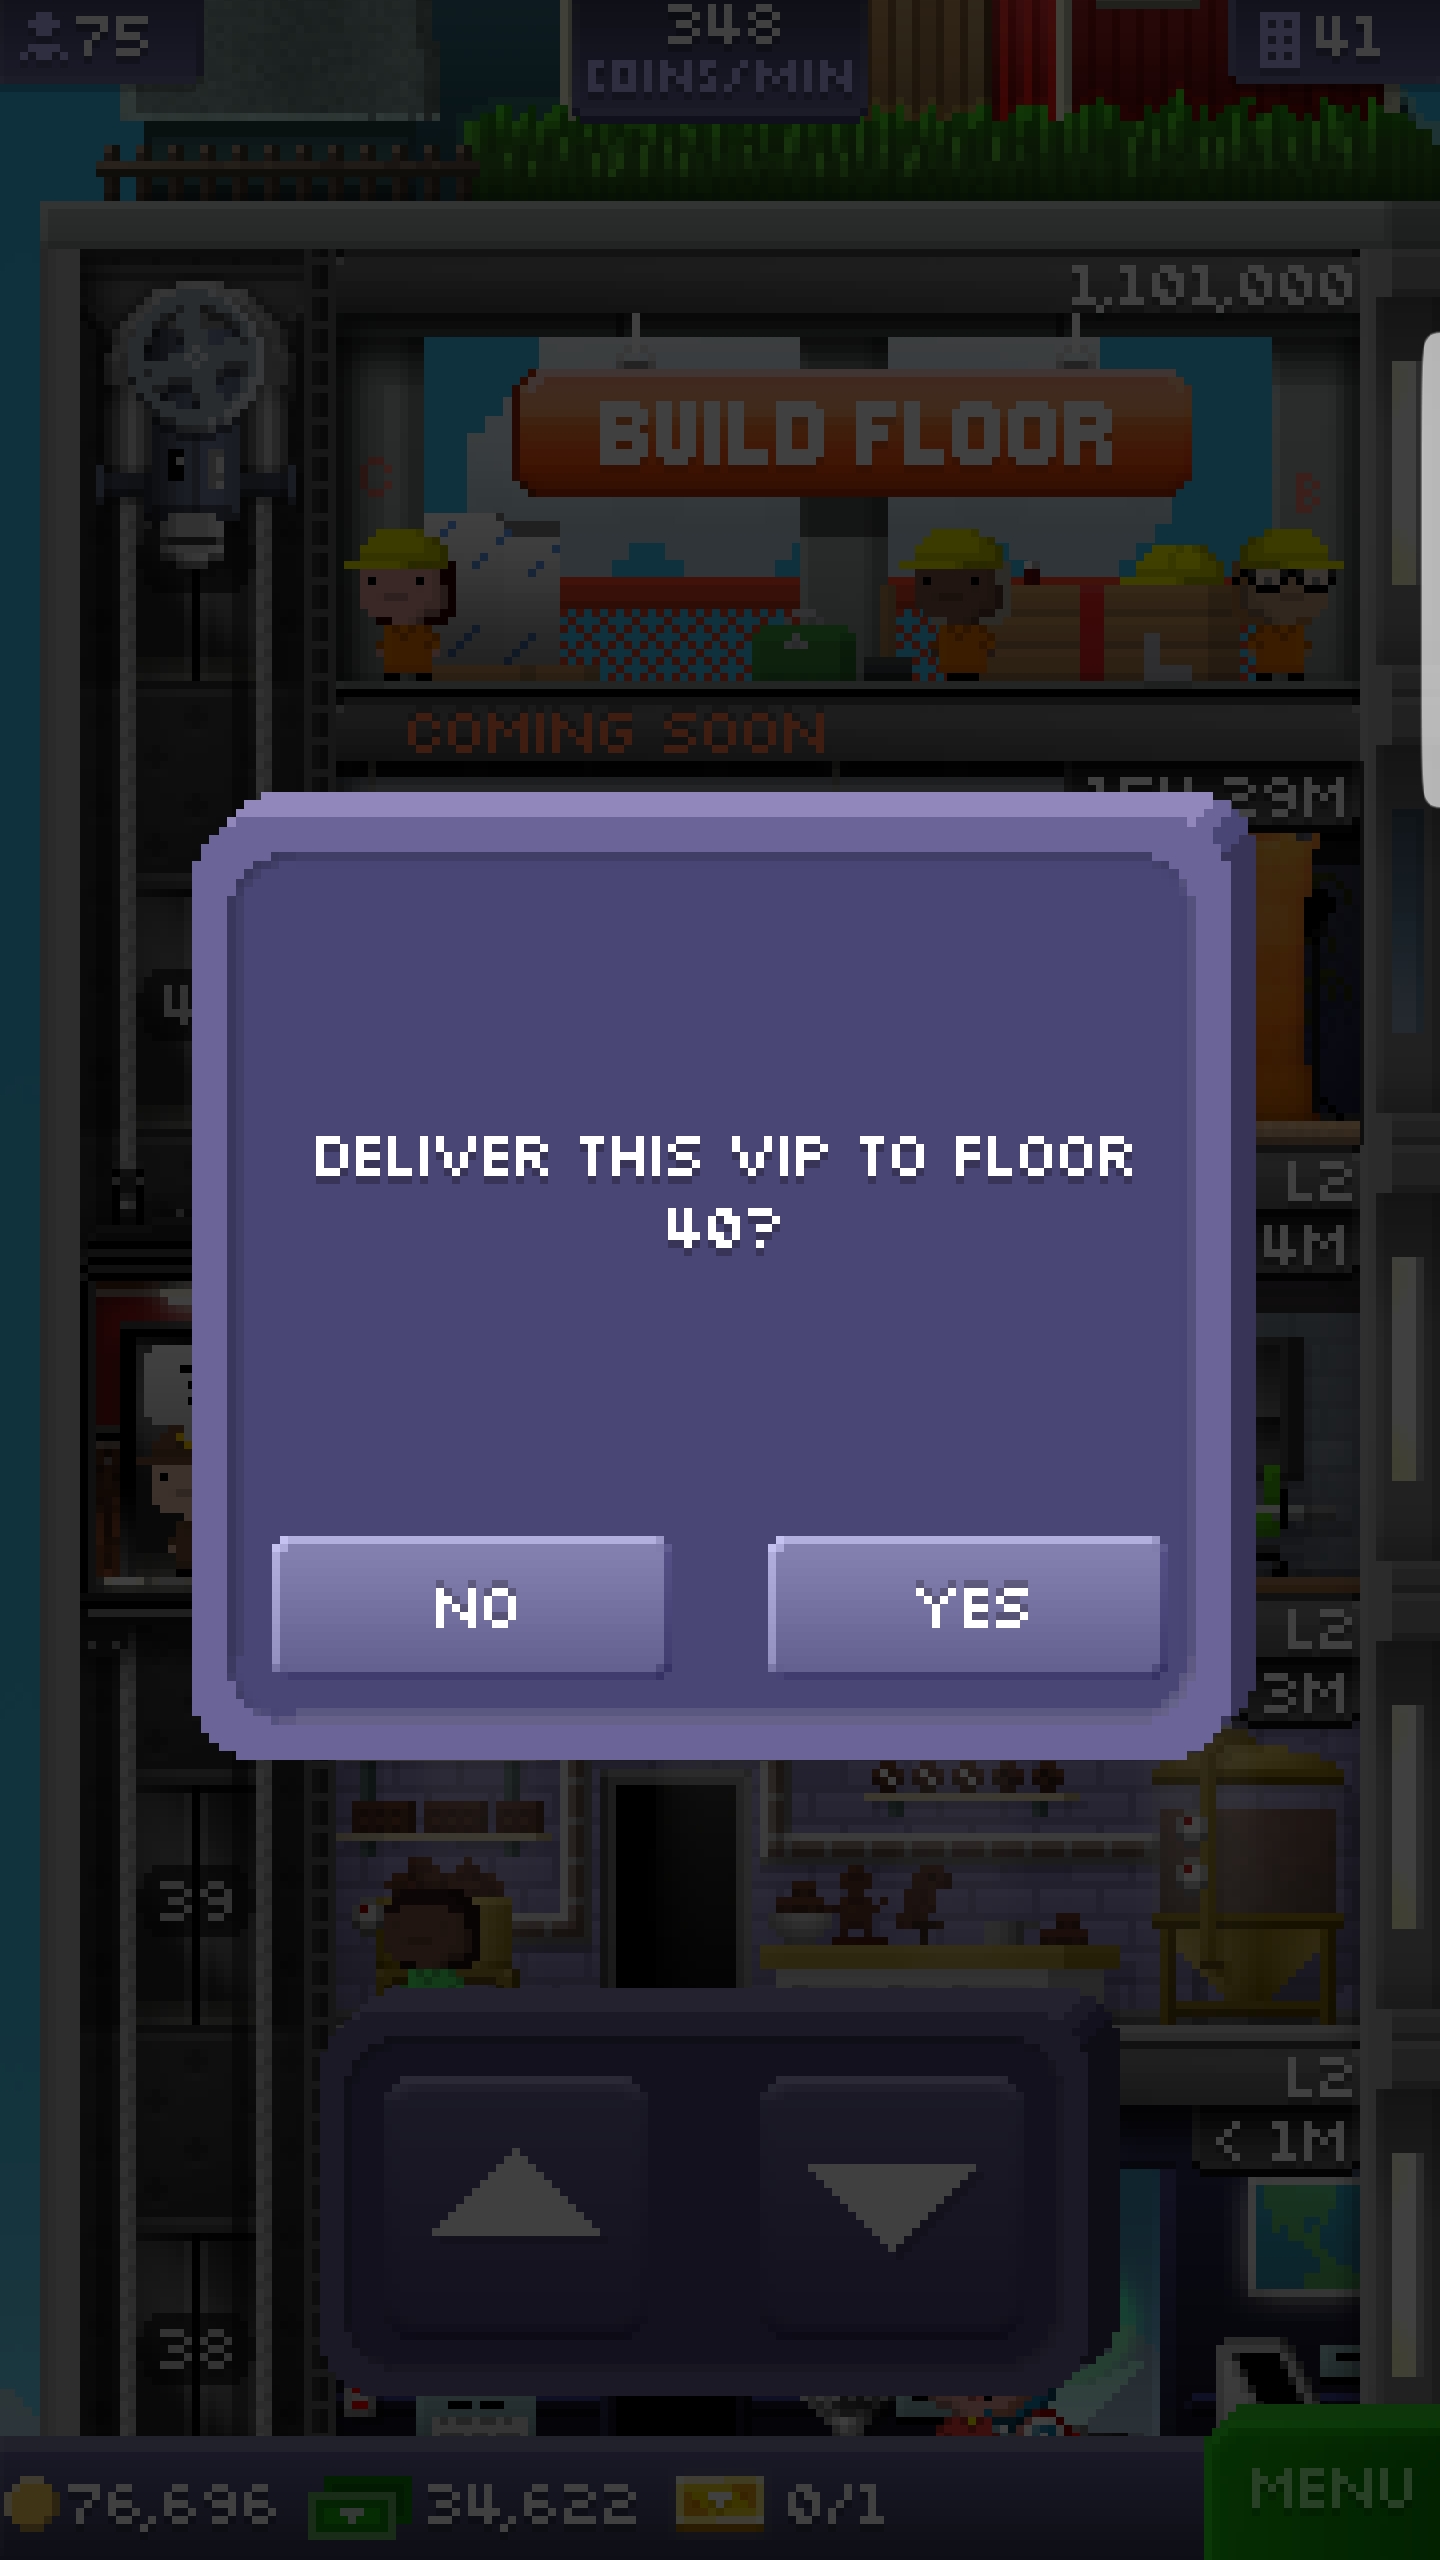 75
348
COINS/MIN
41
1,101,000
BUILD FLOOR
C
B
COMING SOON
29M
DELIVER THIS VIP TO FLOOR
40?
L2
4M
NO
YES
L2
3M
39
L2
< 1M
38
76,696
34,622
0/1
MENU